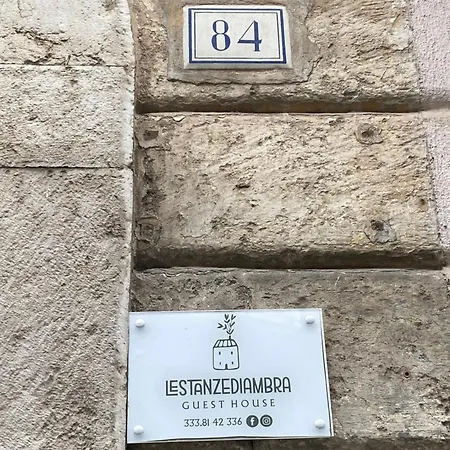 84
LESTANZEDIAMBRA
GUEST HOUSE
333.81 42 336